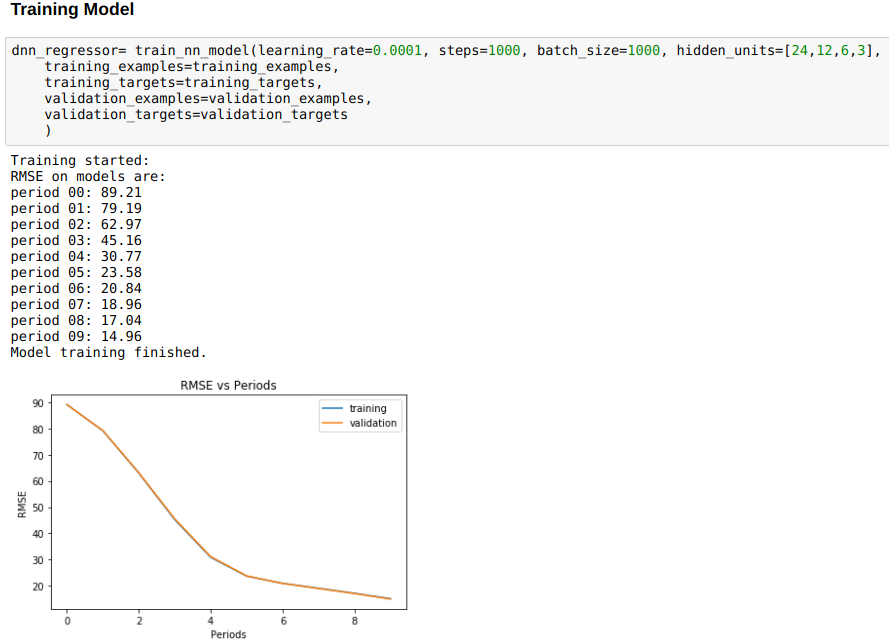 Training Model
dnn_regressor= train_nn_model(learning_rate=0.0001, steps=1000, batch_size=1000, hidden_units=[24,12,6,3],
    training_examples=training_examples,
    training_targets=training_targets,
    validation_examples=validation_examples,
    validation_targets=validation_targets
    )
Training started:
RMSE on models are:
period 00: 89.21
period 01: 79.19
period 02: 62.97
period 03: 45.16
period 04: 30.77
period 05: 23.58
period 06: 20.84
period 07: 18.96
period 08: 17.04
period 09: 14.96
Model training finished.
RMSE vs Periods
training
validation
90
80
70
60
50
40
30
20
RMSE
0 2 4 6 8
Periods